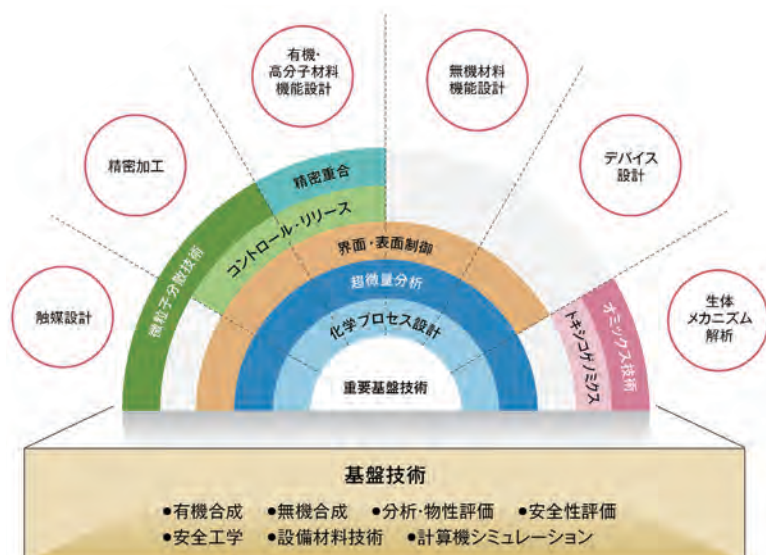 有機・
高分子材料
機能設計
無機材料
機能設計
精密加工
デバイス
設計
触媒設計
生体
メカニズム
解析
精密重合
コントロール・リリース
微粒子分散技術
界面・表面制御
超微量分析
化学プロセス設計
オミックス技術
トキシコゲノミクス
重要基盤技術
基盤技術
●有機合成 ●無機合成 ●分析・物性評価 ●安全性評価
●安全工学 ●設備材料技術 ●計算機シミュレーション